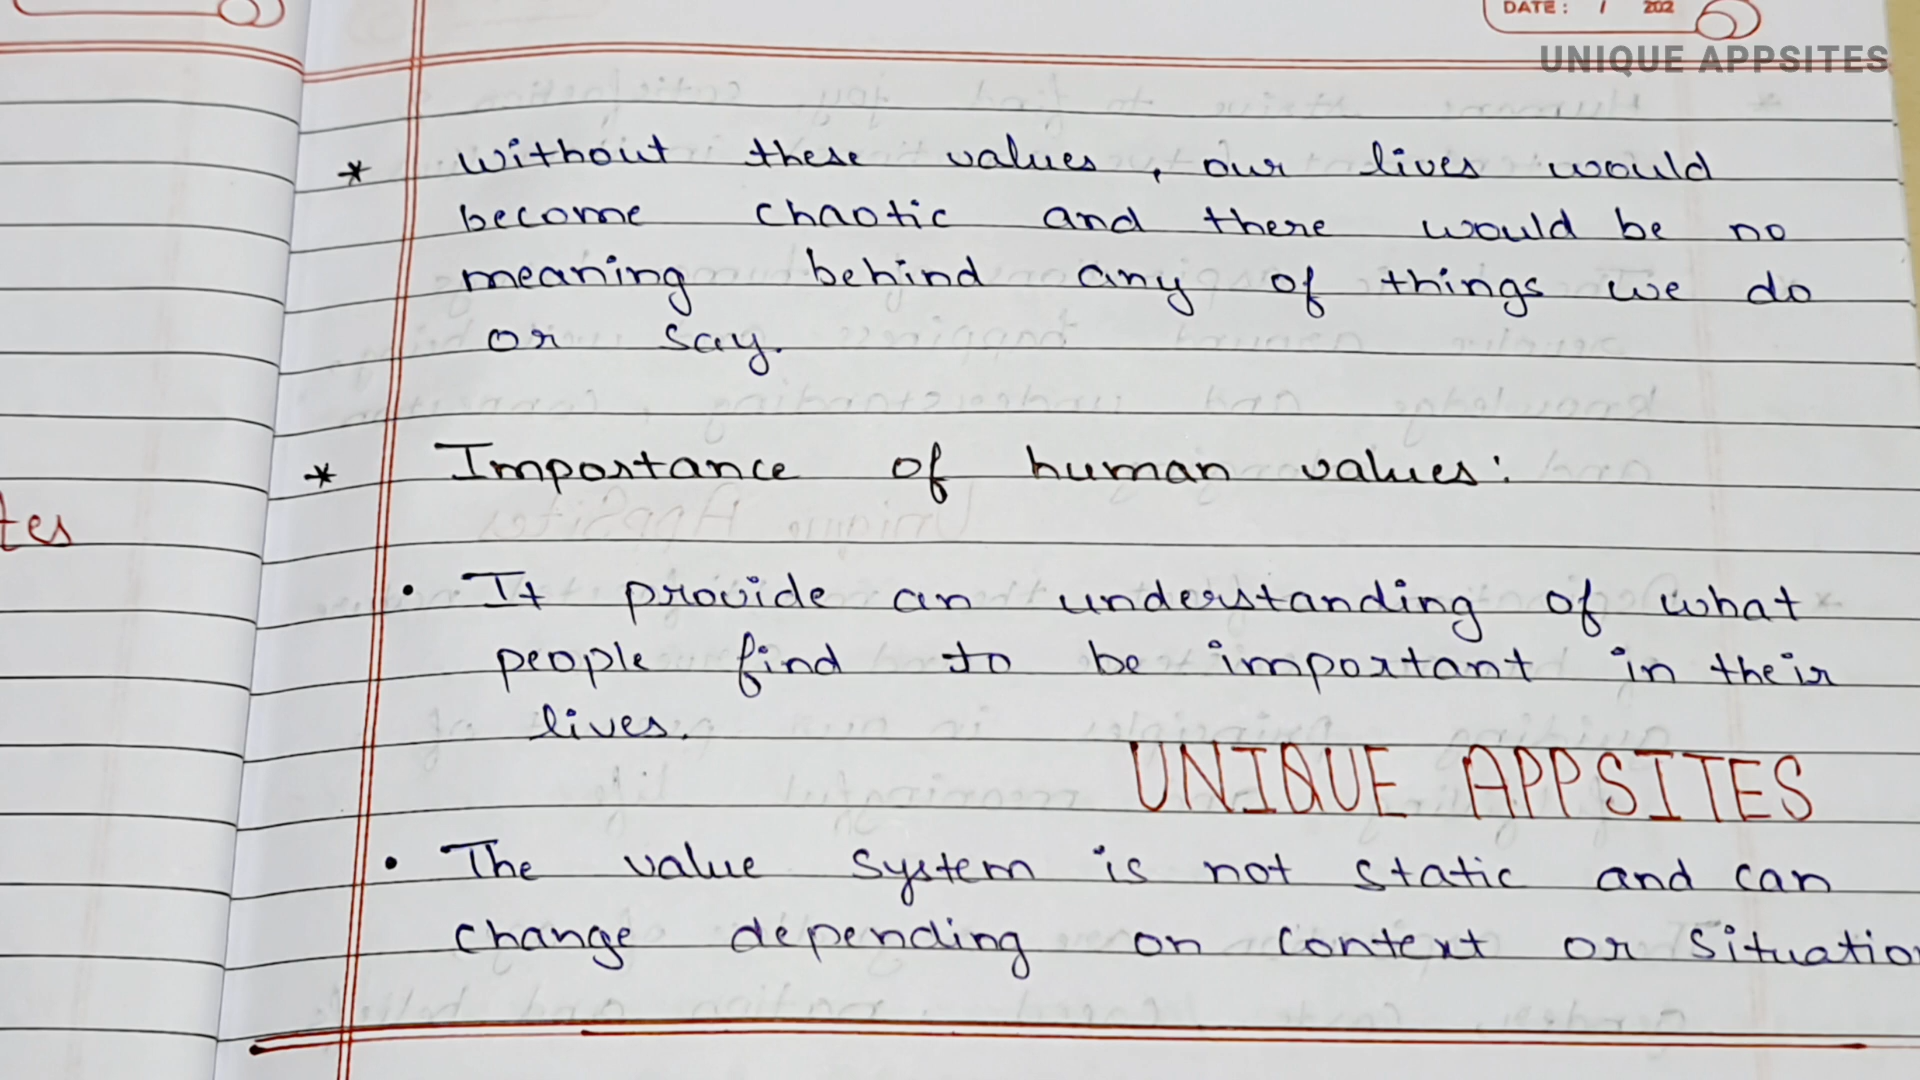 DATE: / 202
UNIQUE APPSITES
* without these values, our lives would
become chaotic and there would be no
meaning behind any of things we do
or say.
* Importance of human values:
tes
• It provide an understanding of what
people find to be important in their
lives.
UNIQUE APPSITES
• The value system is not static and can
change depending on context or situatio